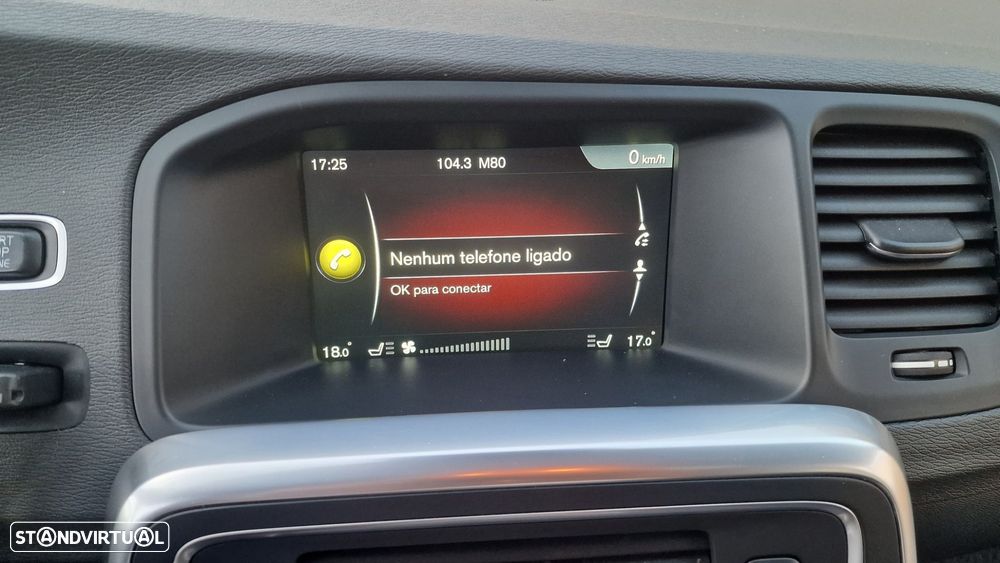 17:25 104.3 M80 0 km/h
Nenhum telefone ligado
OK para conectar
18.0° 17.0°
STANDVIRTUAL